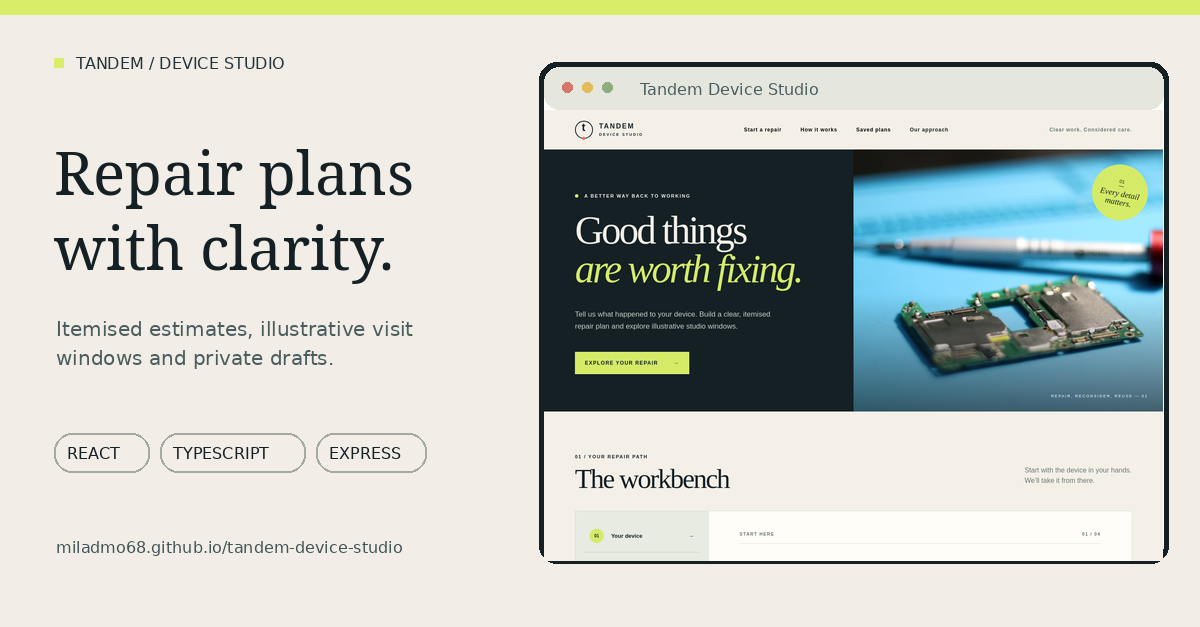 TANDEM / DEVICE STUDIO
Repair plans
with clarity.
Itemised estimates, illustrative visit
windows and private drafts.
REACT
TYPESCRIPT
EXPRESS
miladmo68.github.io/tandem-device-studio
Tandem Device Studio
t
TANDEM
DEVICE STUDIO
Start a repair
How it works
Saved plans
Our approach
Clear work. Considered care.
A BETTER WAY BACK TO WORKING
Good things
are worth fixing.
Tell us what happened to your device. Build a clear, itemised
repair plan and explore illustrative studio windows.
EXPLORE YOUR REPAIR →
01
Every detail
matters.
REPAIR, RECONSIDER, REUSE — 01
01 / YOUR REPAIR PATH
The workbench
Start with the device in your hands.
We'll take it from there.
01 Your device →
START HERE
01 / 04